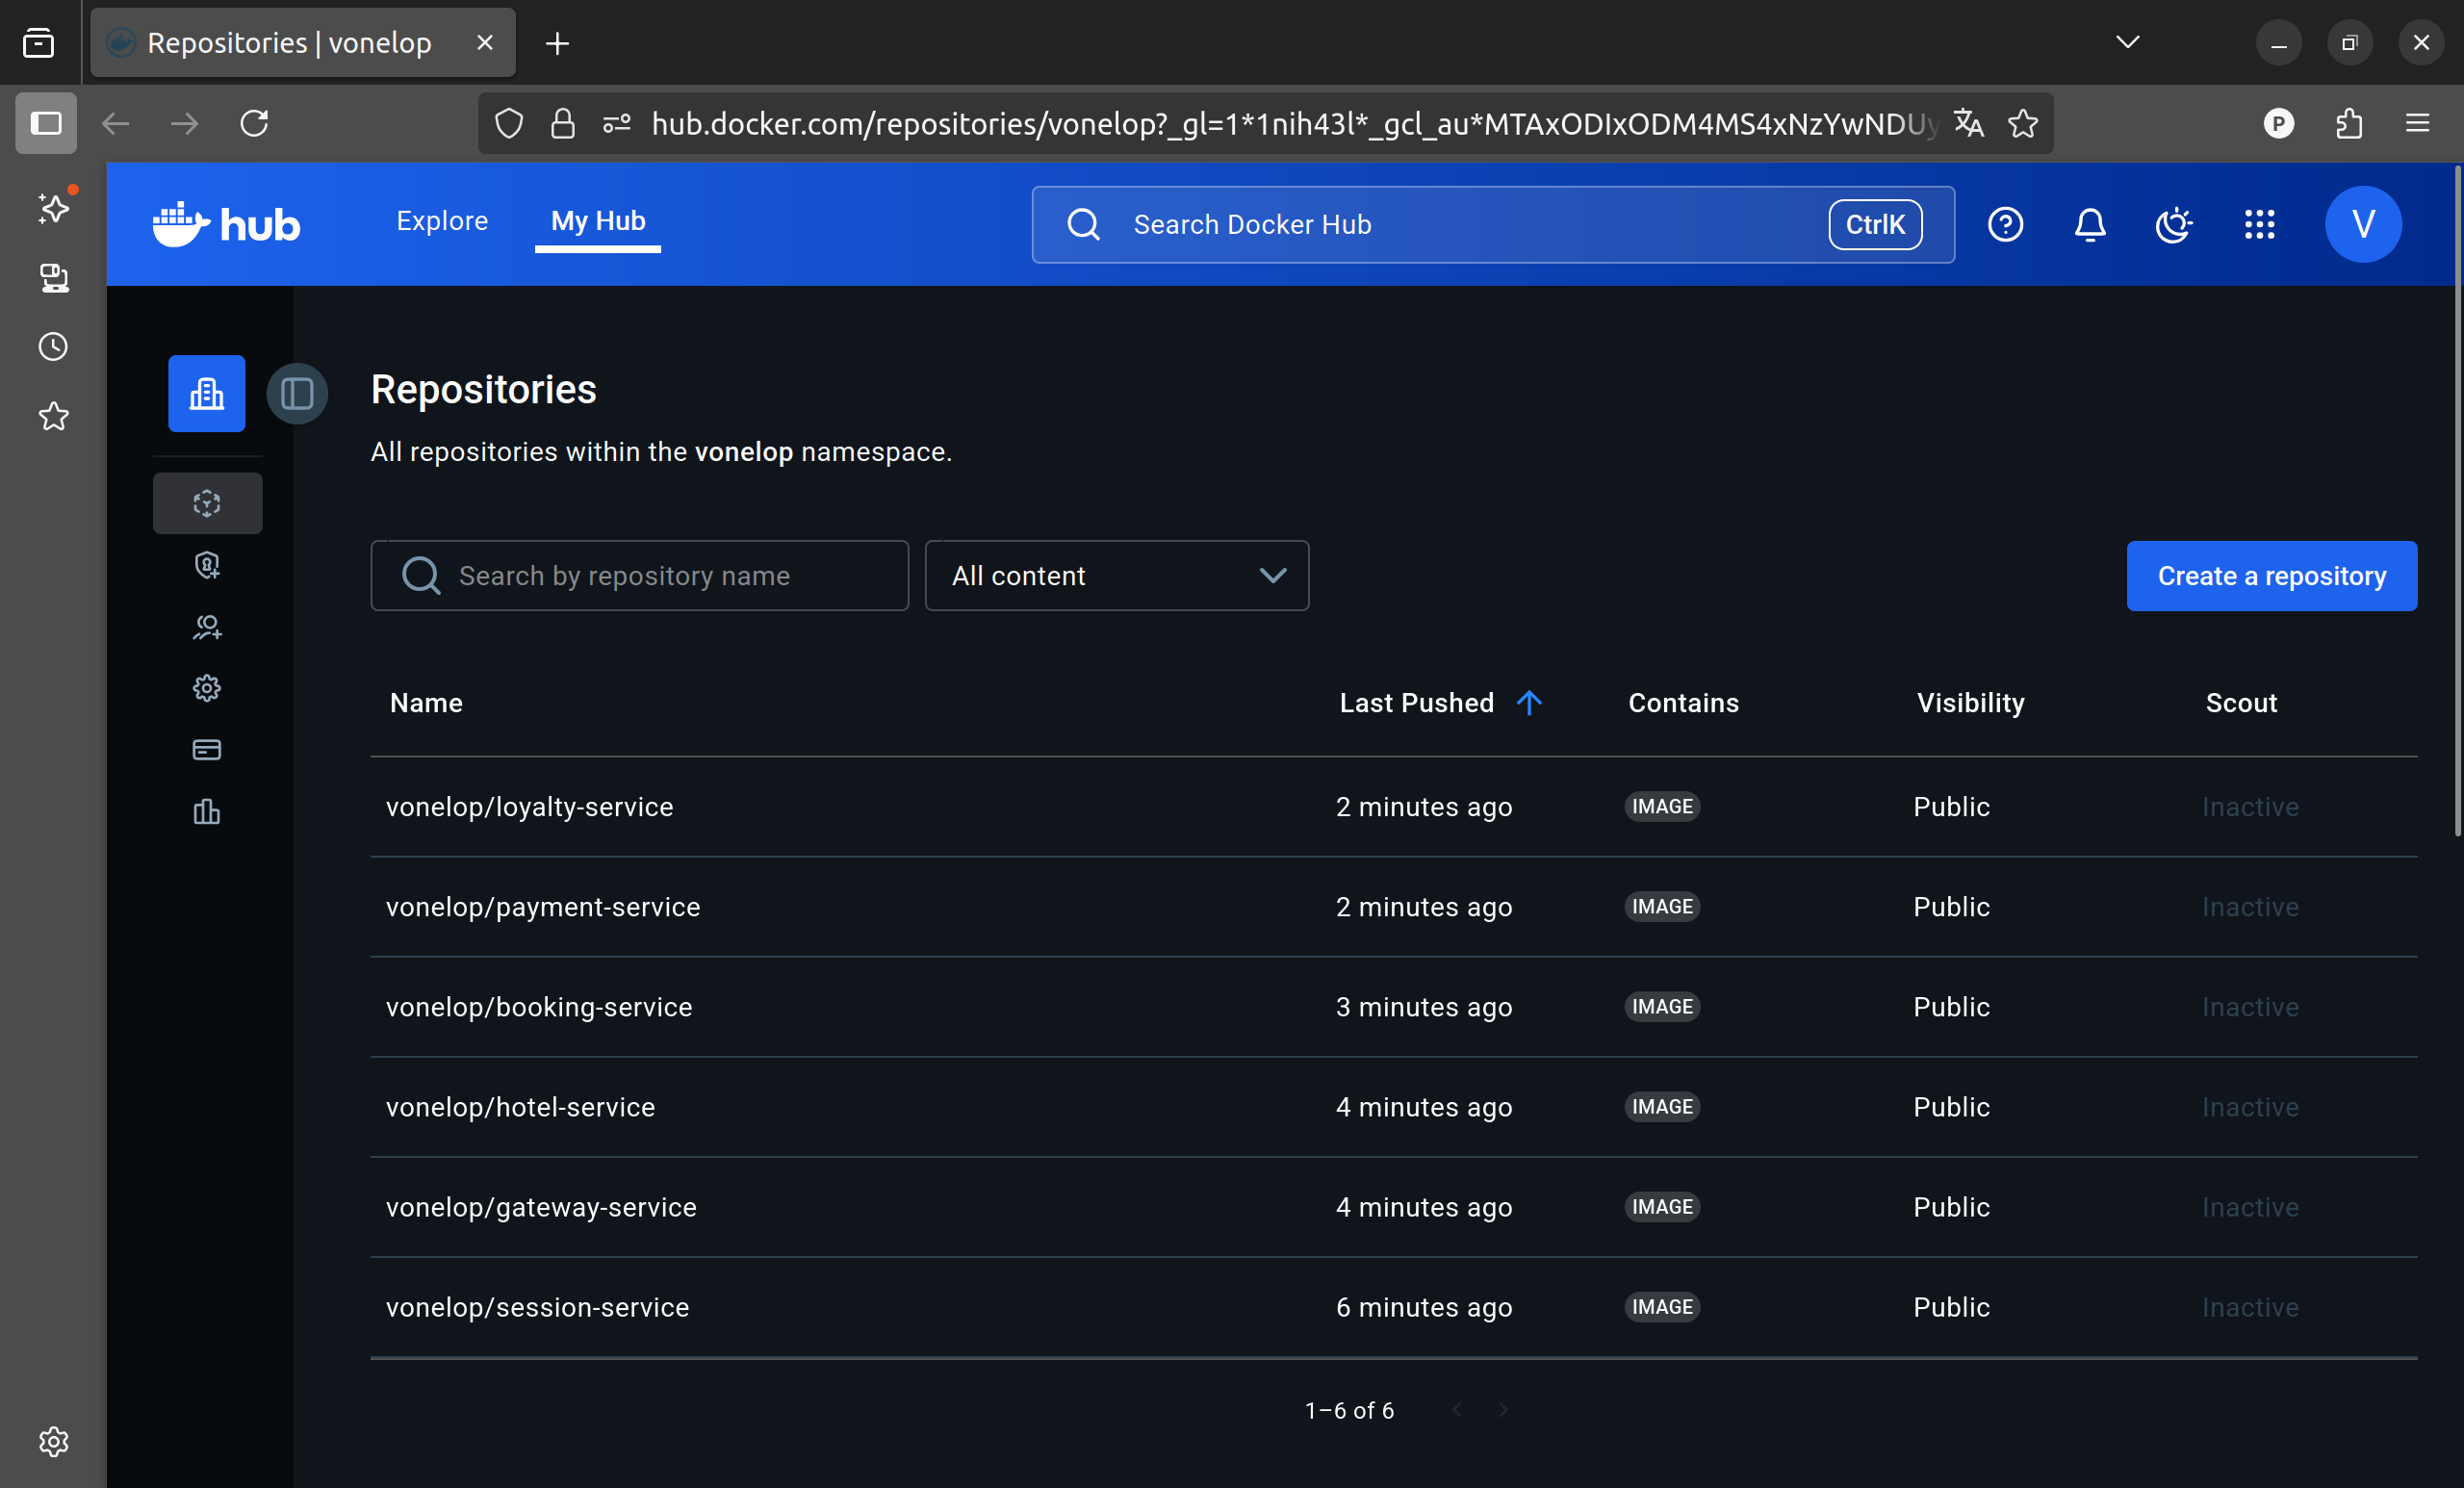 Repositories | vonelop
hub.docker.com/repositories/vonelop?_gl=1*1nih43l*_gcl_au*MTAxODIxODM4MS4xNzYwNDUy
P
hub
Explore
My Hub
Search Docker Hub
CtrlK
V
Repositories
All repositories within the vonelop namespace.
Search by repository name
All content
Create a repository
Name Last Pushed Contains Visibility Scout
vonelop/loyalty-service 2 minutes ago IMAGE Public Inactive
vonelop/payment-service 2 minutes ago IMAGE Public Inactive
vonelop/booking-service 3 minutes ago IMAGE Public Inactive
vonelop/hotel-service 4 minutes ago IMAGE Public Inactive
vonelop/gateway-service 4 minutes ago IMAGE Public Inactive
vonelop/session-service 6 minutes ago IMAGE Public Inactive
1–6 of 6